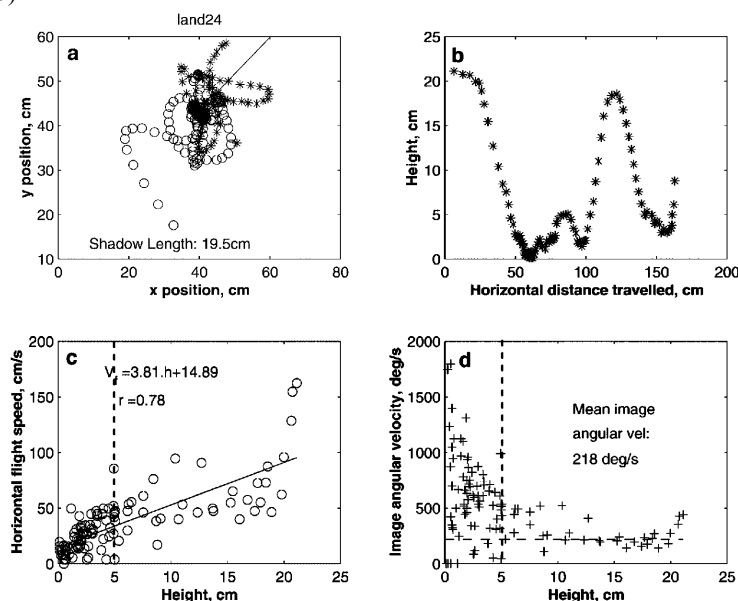 land24
a
60
50
40
30
20
10
y position, cm
Shadow Length: 19.5cm
0 20 40 60 80
x position, cm
b
25
20
15
10
5
0
Height, cm
0 50 100 150 200
Horizontal distance travelled, cm
c
200
150
100
50
0
Horizontal flight speed, cm/s
=3.81.h+14.89
r =0.78
0 5 10 15 20 25
Height, cm
d
2000
1500
1000
500
0
Image angular velocity, deg/s
Mean image
angular vel:
218 deg/s
0 5 10 15 20 25
Height, cm